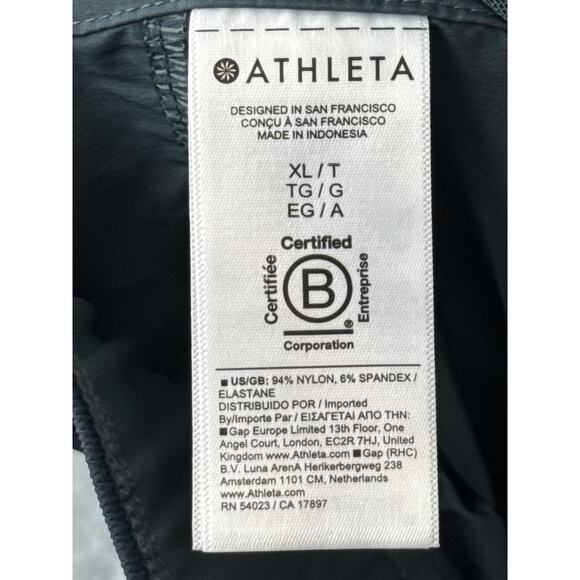 ATHLETA
DESIGNED IN SAN FRANCISCO
CONÇU À SAN FRANCISCO
MADE IN INDONESIA
XL / T
TG / G
EG / A
Certified
Certifiée
B
Entreprise
®
Corporation
■ US/GB: 94% NYLON, 6% SPANDEX /
ELASTANE
DISTRIBUIDO POR / Imported
By/Importe Par / ΕΙΣΑΓΕΤΑΙ ΑΠΟ ΤΗΝ:
■ Gap Europe Limited 13th Floor, One
Angel Court, London, EC2R 7HJ, United
Kingdom www.Athleta.com ■ Gap (RHC)
B.V. Luna ArenA Herikerbergweg 238
Amsterdam 1101 CM, Netherlands
www.Athleta.com
RN 54023 / CA 17897